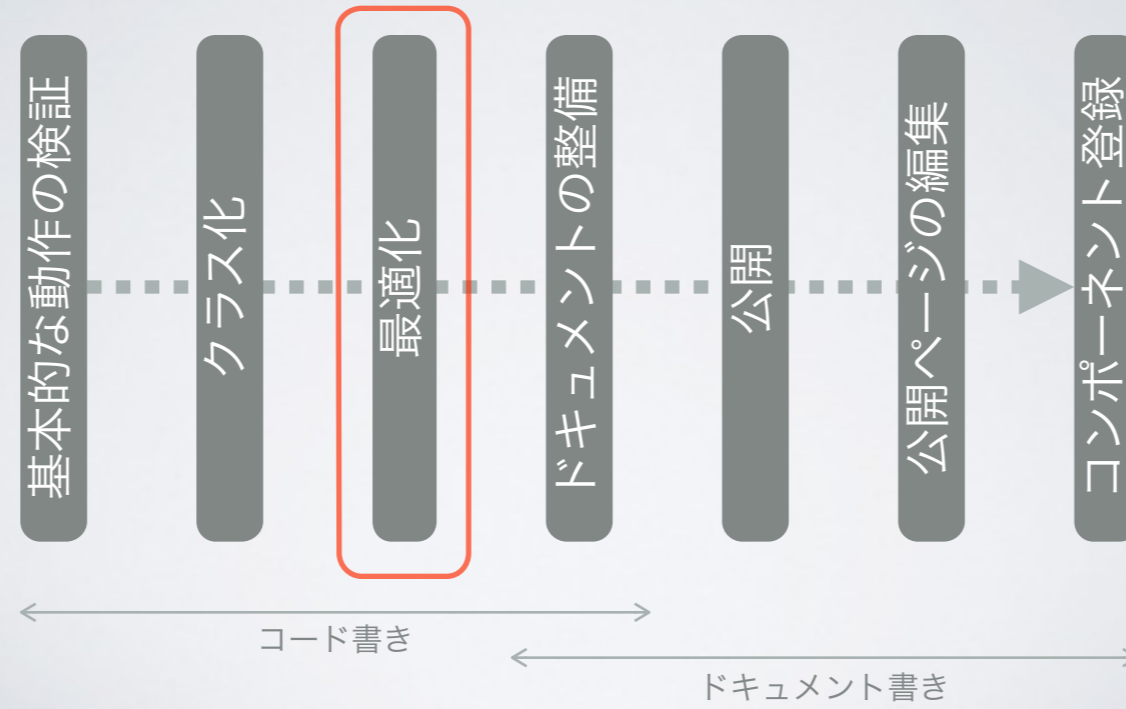 基本的な動作の検証
クラス化
最適化
ドキュメントの整備
公開
公開ページの編集
コンポーネント登録
コード書き
ドキュメント書き